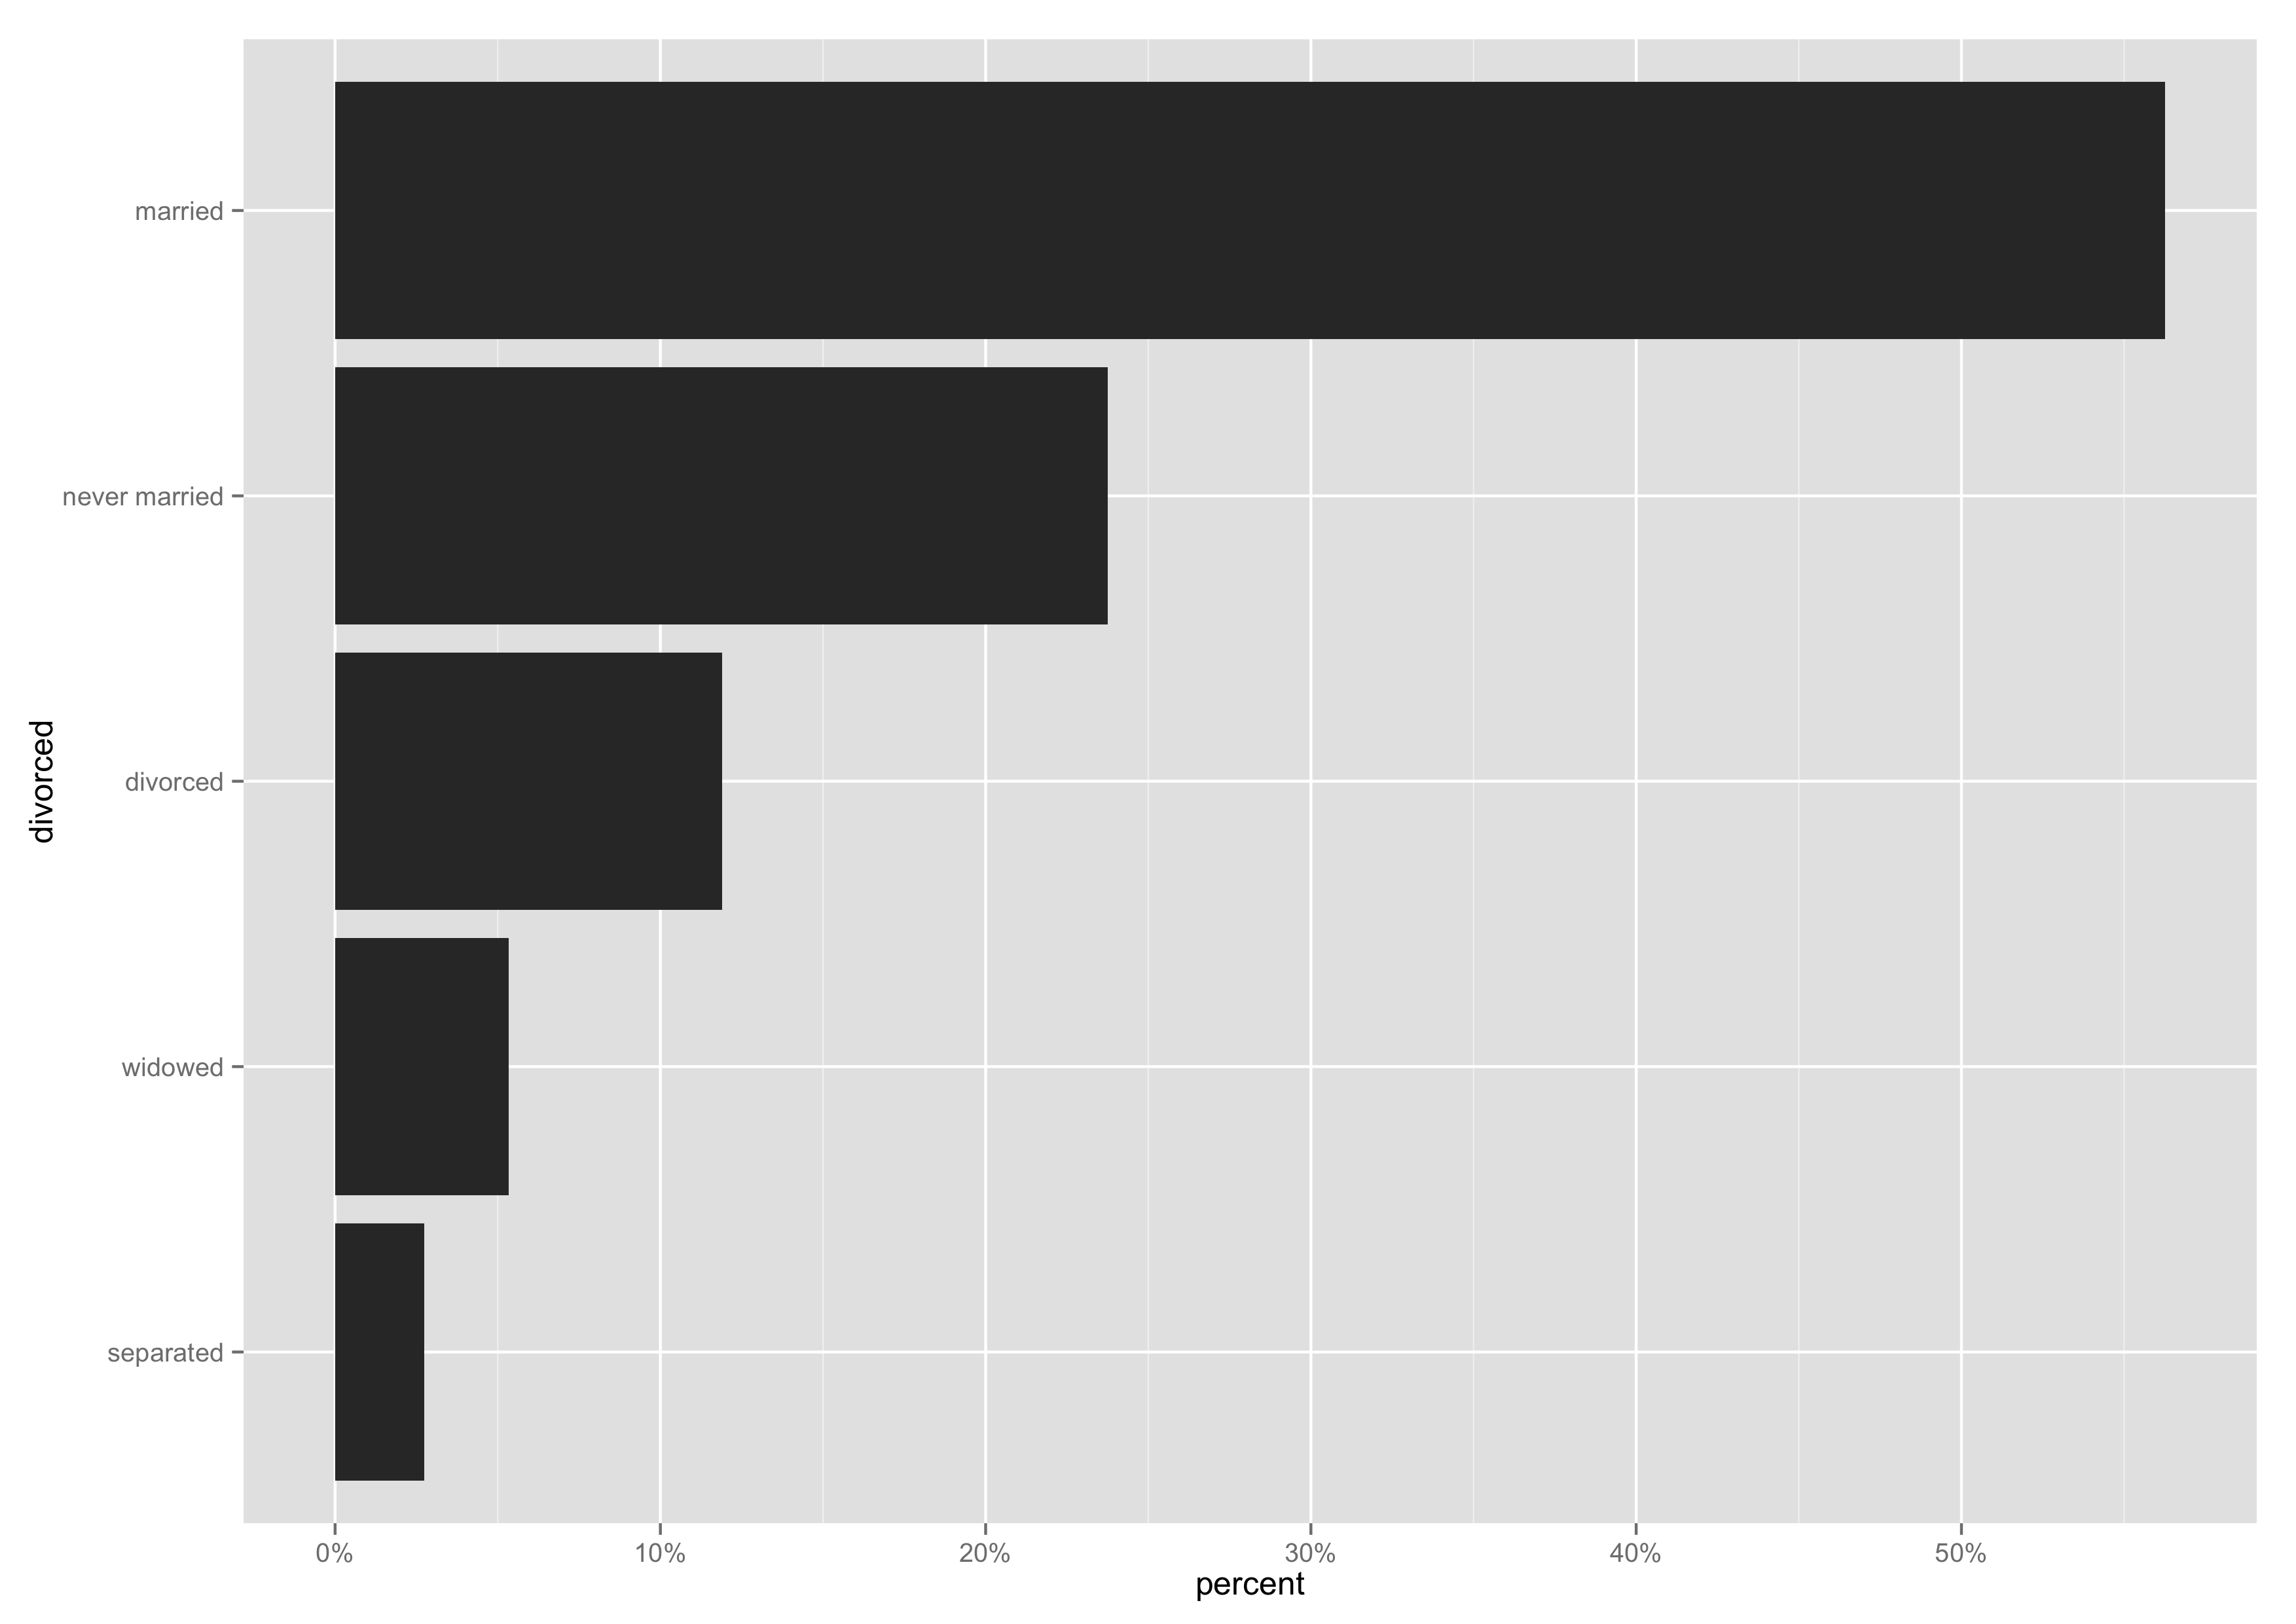 married
never married
divorced
divorced
widowed
separated
0% 10% 20% 30% 40% 50%
percent